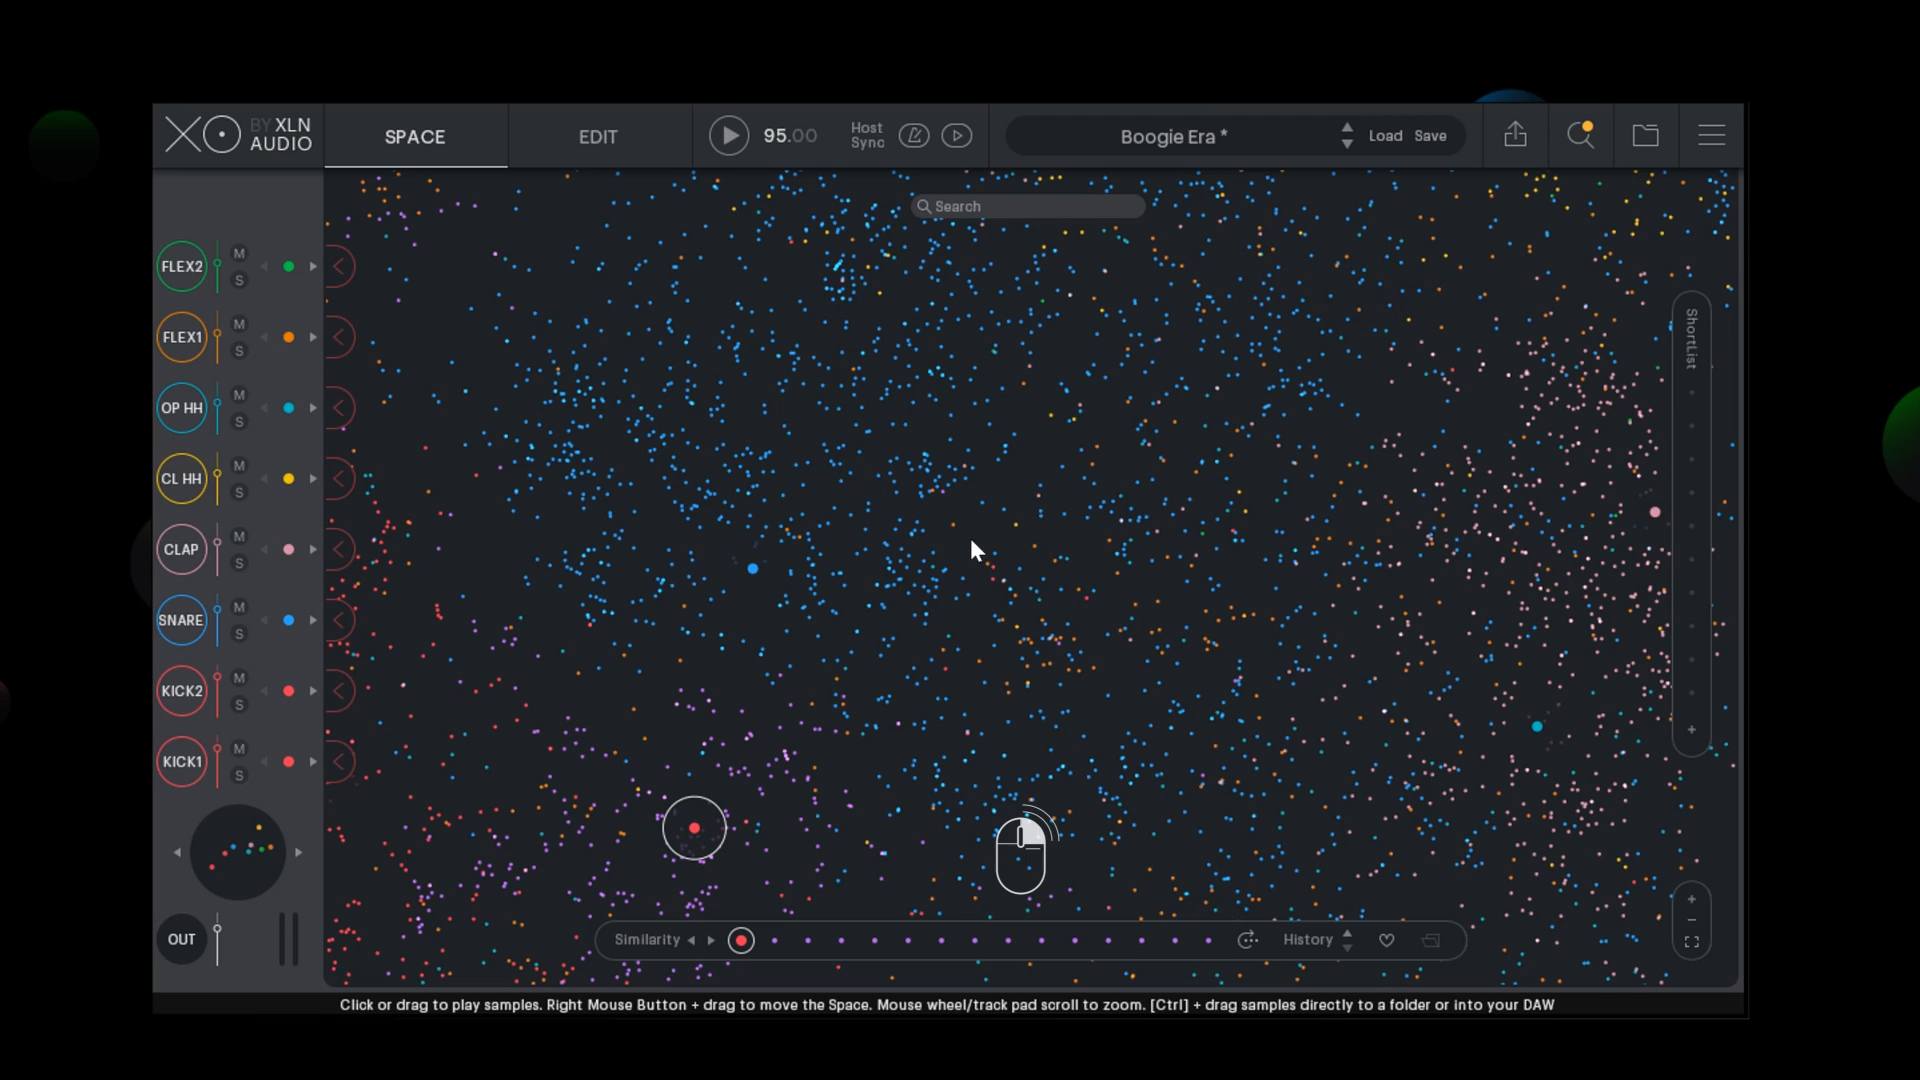 XO BY XLN AUDIO
SPACE
EDIT
95.00
Host Sync
Boogie Era *
Load
Save
Search
FLEX2
M
S
FLEX1
M
S
OP HH
M
S
CL HH
M
S
CLAP
M
S
SNARE
M
S
KICK2
M
S
KICK1
M
S
OUT
ShortList
+
+
−
Similarity
History
Click or drag to play samples. Right Mouse Button + drag to move the Space. Mouse wheel/track pad scroll to zoom. [Ctrl] + drag samples directly to a folder or into your DAW